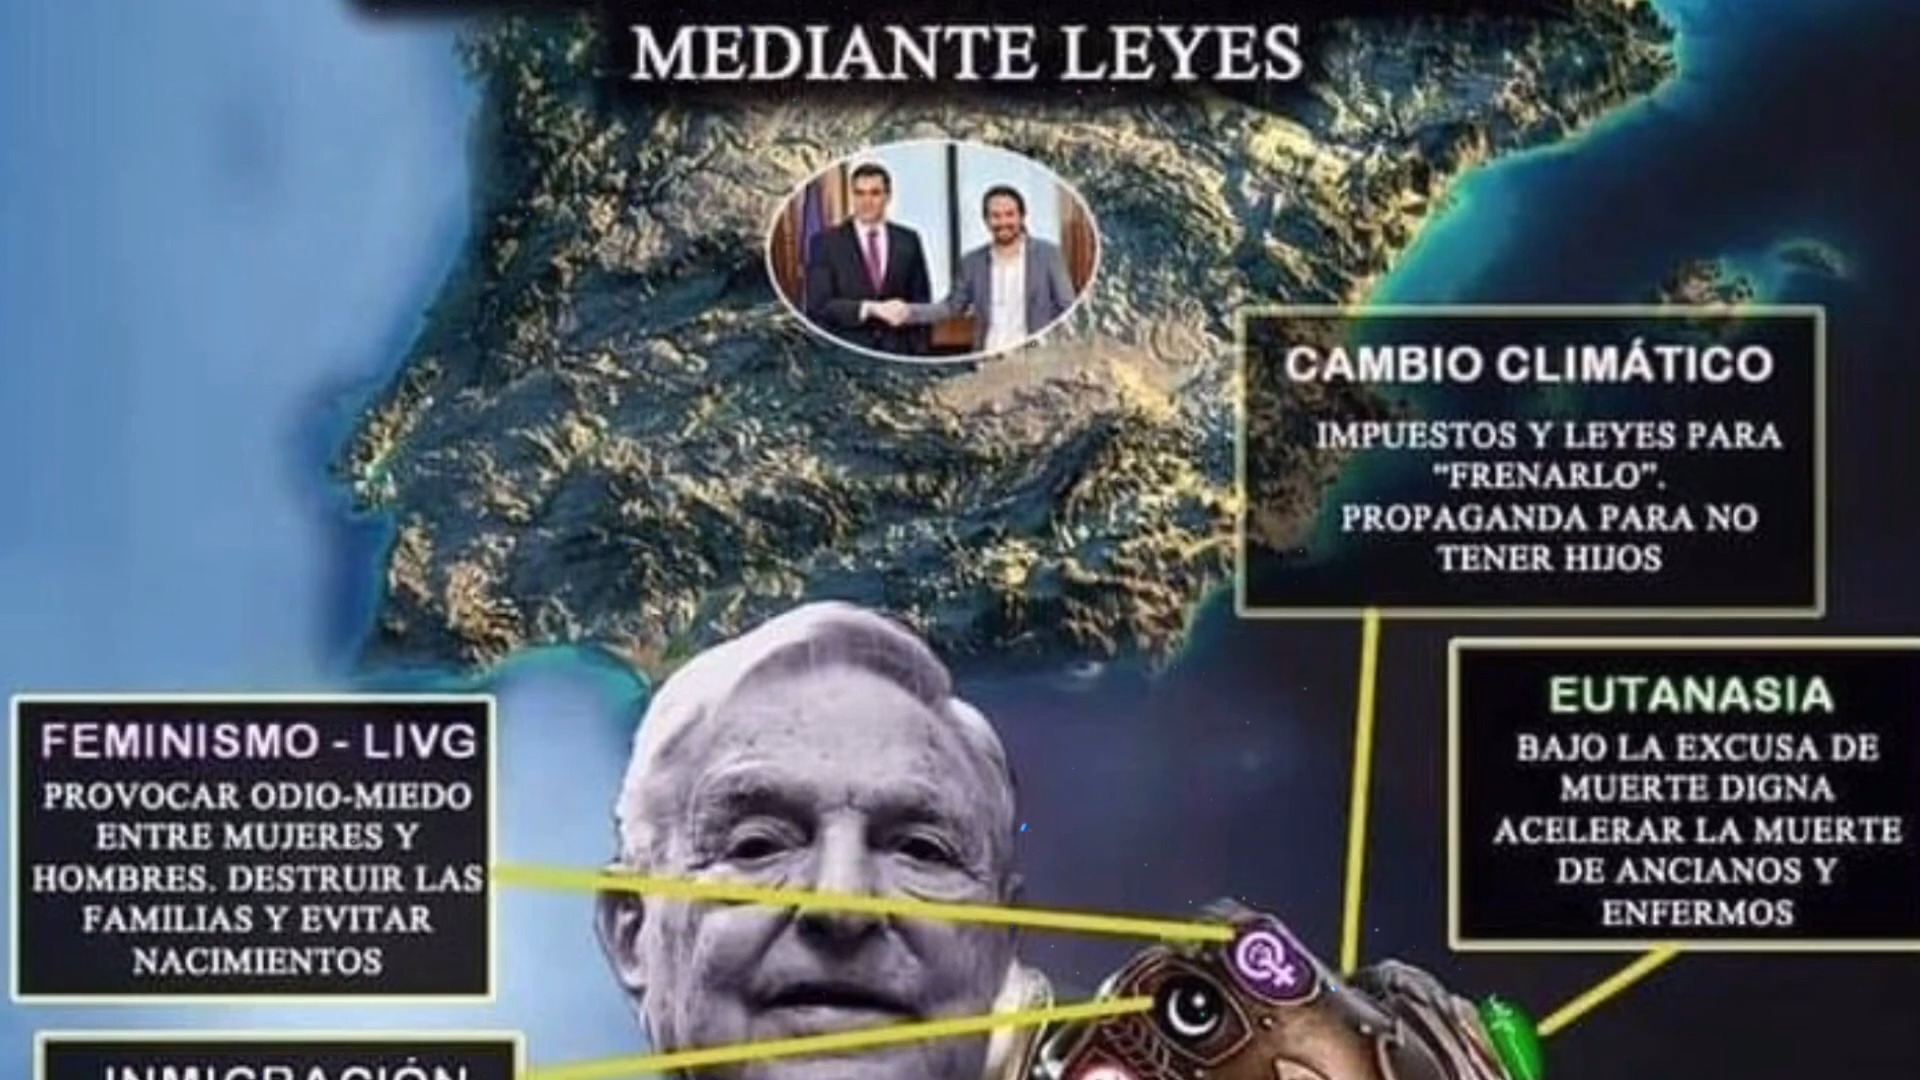 MEDIANTE LEYES
CAMBIO CLIMÁTICO
IMPUESTOS Y LEYES PARA
"FRENARLO".
PROPAGANDA PARA NO
TENER HIJOS
EUTANASIA
BAJO LA EXCUSA DE
MUERTE DIGNA
ACELERAR LA MUERTE
DE ANCIANOS Y
ENFERMOS
FEMINISMO - LIVG
PROVOCAR ODIO-MIEDO
ENTRE MUJERES Y
HOMBRES. DESTRUIR LAS
FAMILIAS Y EVITAR
NACIMIENTOS
INMIGRACIÓN